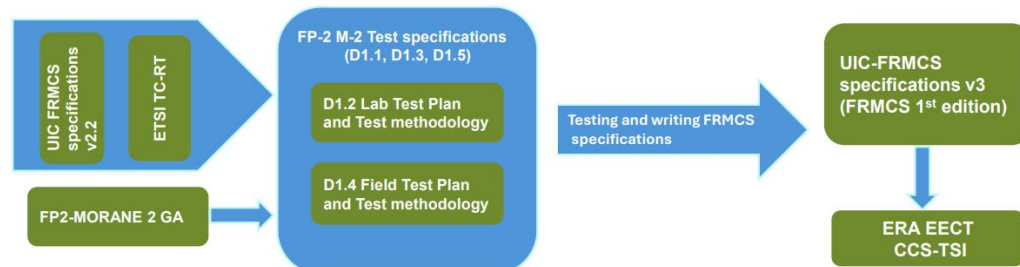 UIC FRMCS
specifications
v2.2
ETSI TC-RT
FP2-MORANE 2 GA
FP-2 M-2 Test specifications
(D1.1, D1.3, D1.5)
D1.2 Lab Test Plan
and Test methodology
D1.4 Field Test Plan
and Test methodology
Testing and writing FRMCS
specifications
UIC-FRMCS
specifications v3
(FRMCS 1st edition)
ERA EECT
CCS-TSI